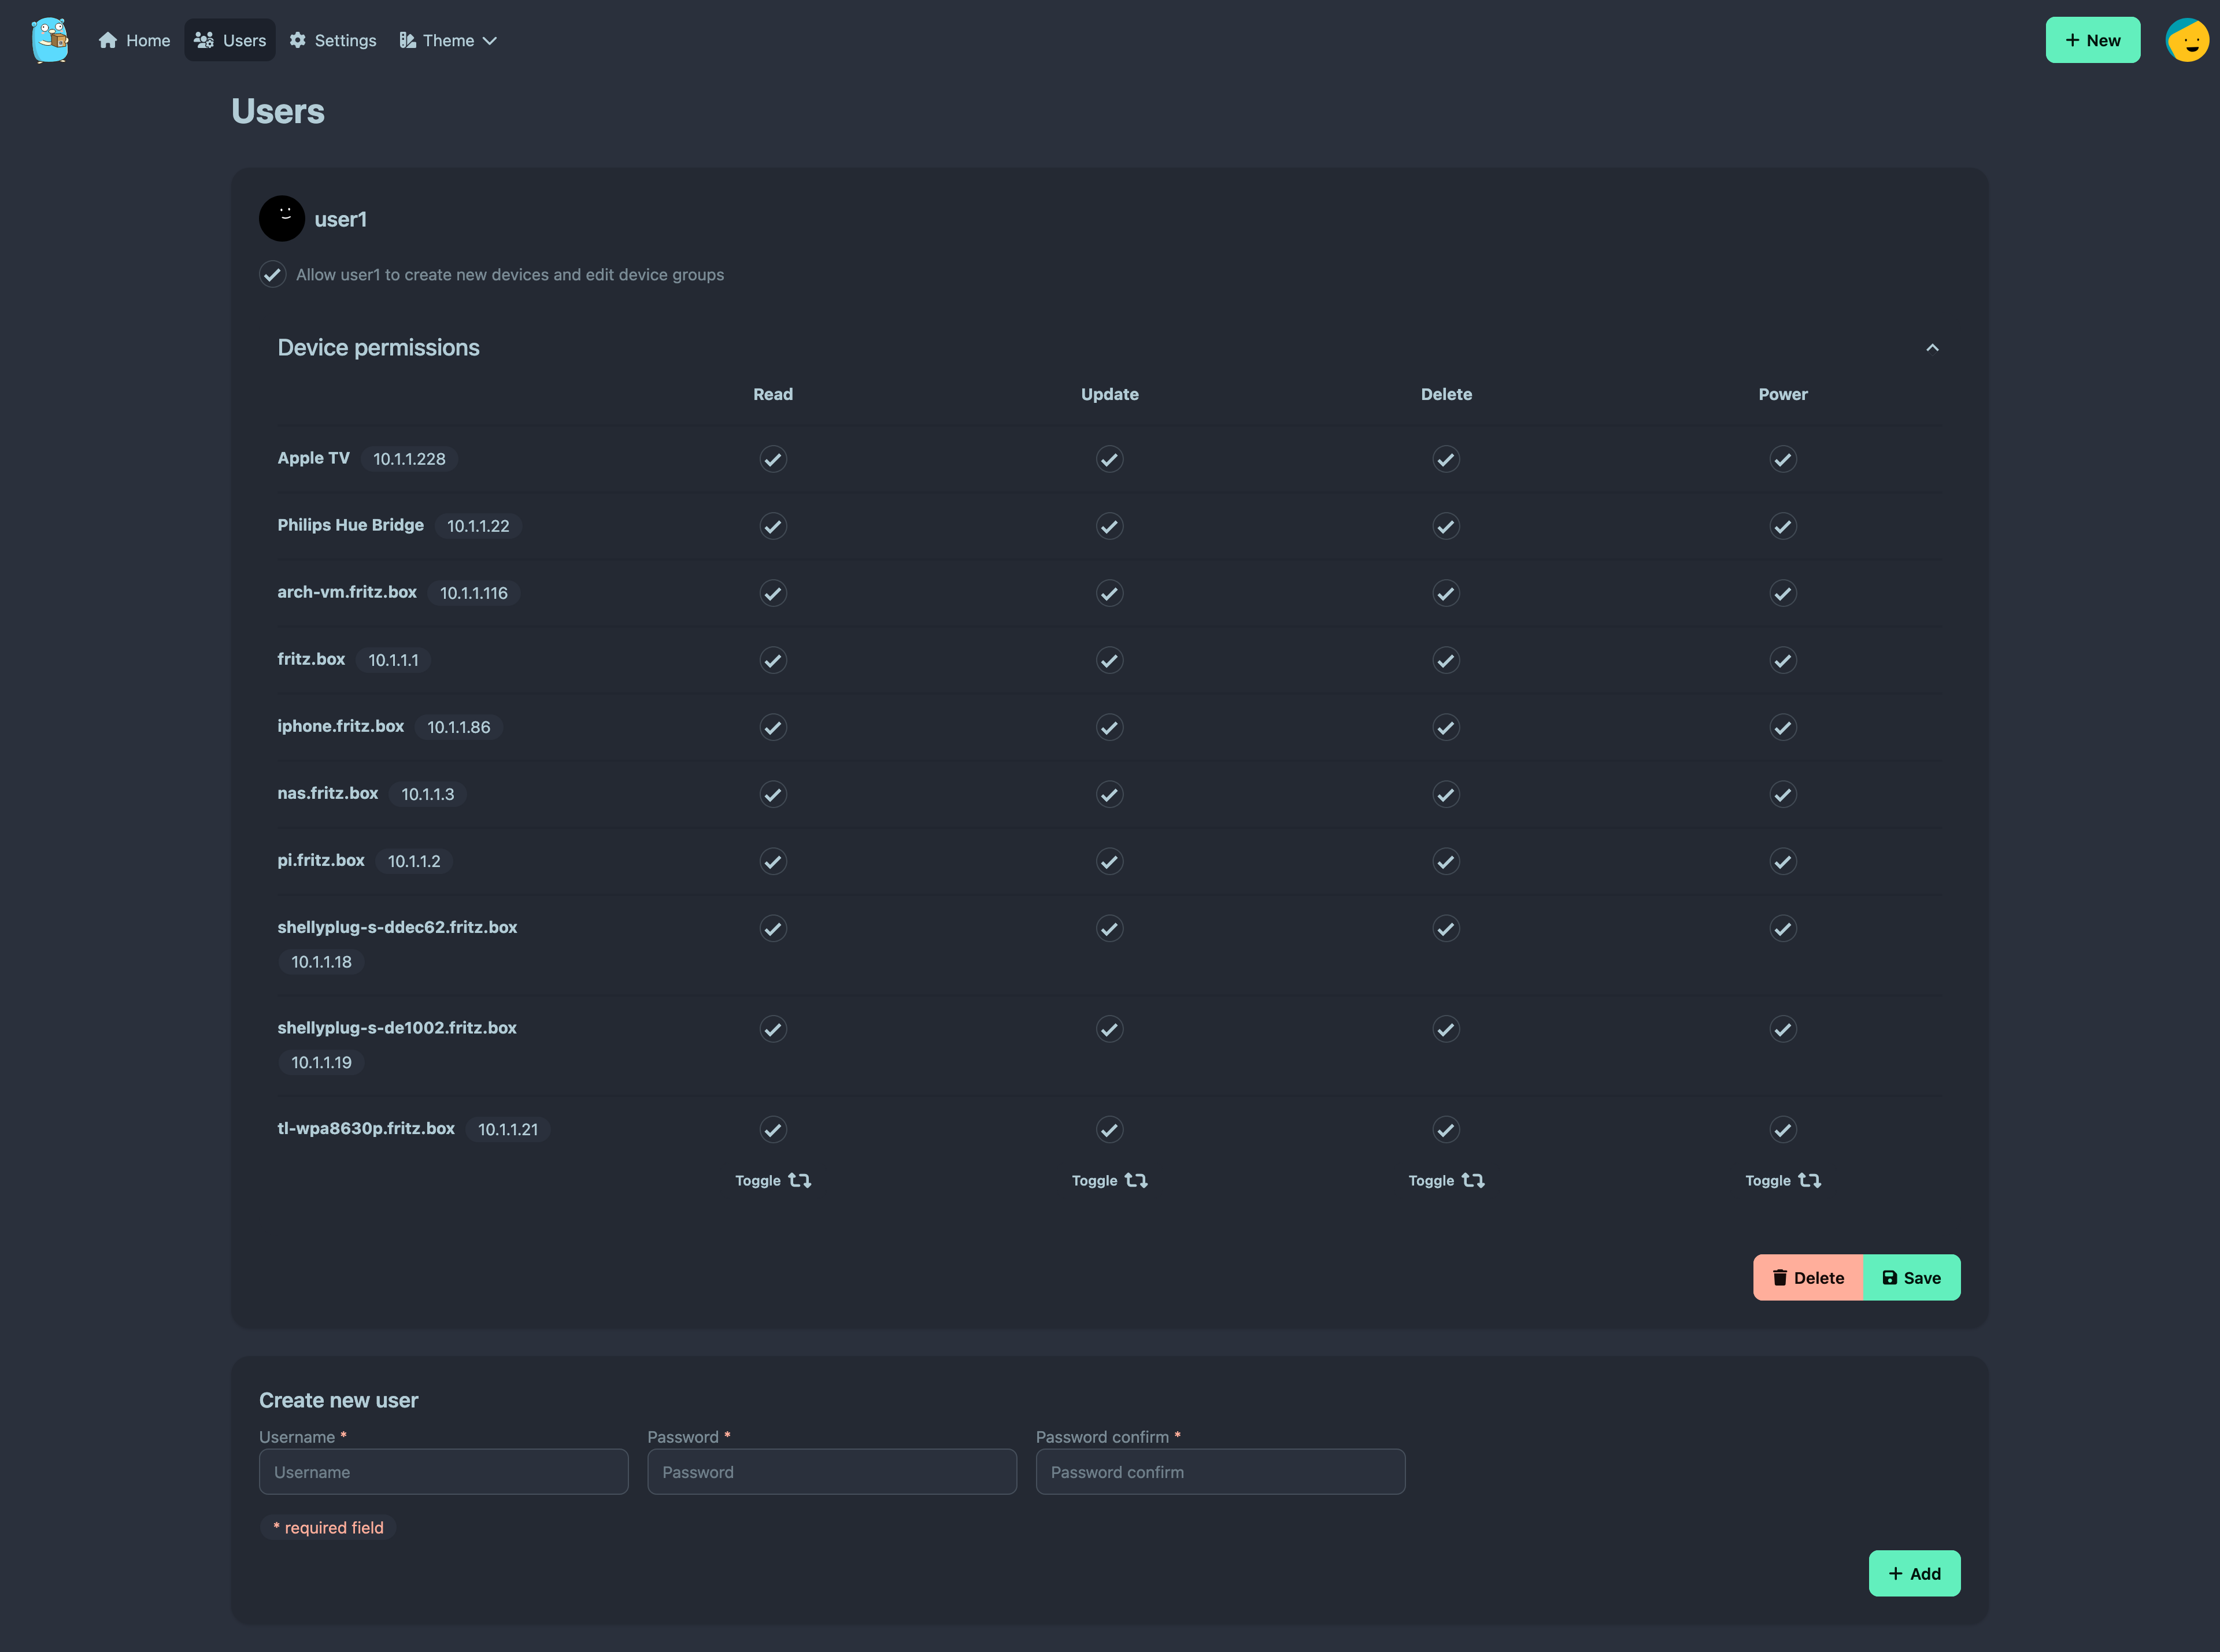 Home Users Settings Theme + New
Users
user1
Allow user1 to create new devices and edit device groups
Device permissions
Read Update Delete Power
Apple TV 10.1.1.228
Philips Hue Bridge 10.1.1.22
arch-vm.fritz.box 10.1.1.116
fritz.box 10.1.1.1
iphone.fritz.box 10.1.1.86
nas.fritz.box 10.1.1.3
pi.fritz.box 10.1.1.2
shellyplug-s-ddec62.fritz.box
10.1.1.18
shellyplug-s-de1002.fritz.box
10.1.1.19
tl-wpa8630p.fritz.box 10.1.1.21
Toggle Toggle Toggle Toggle
Delete Save
Create new user
Username * Password * Password confirm *
Username Password Password confirm
* required field
+ Add